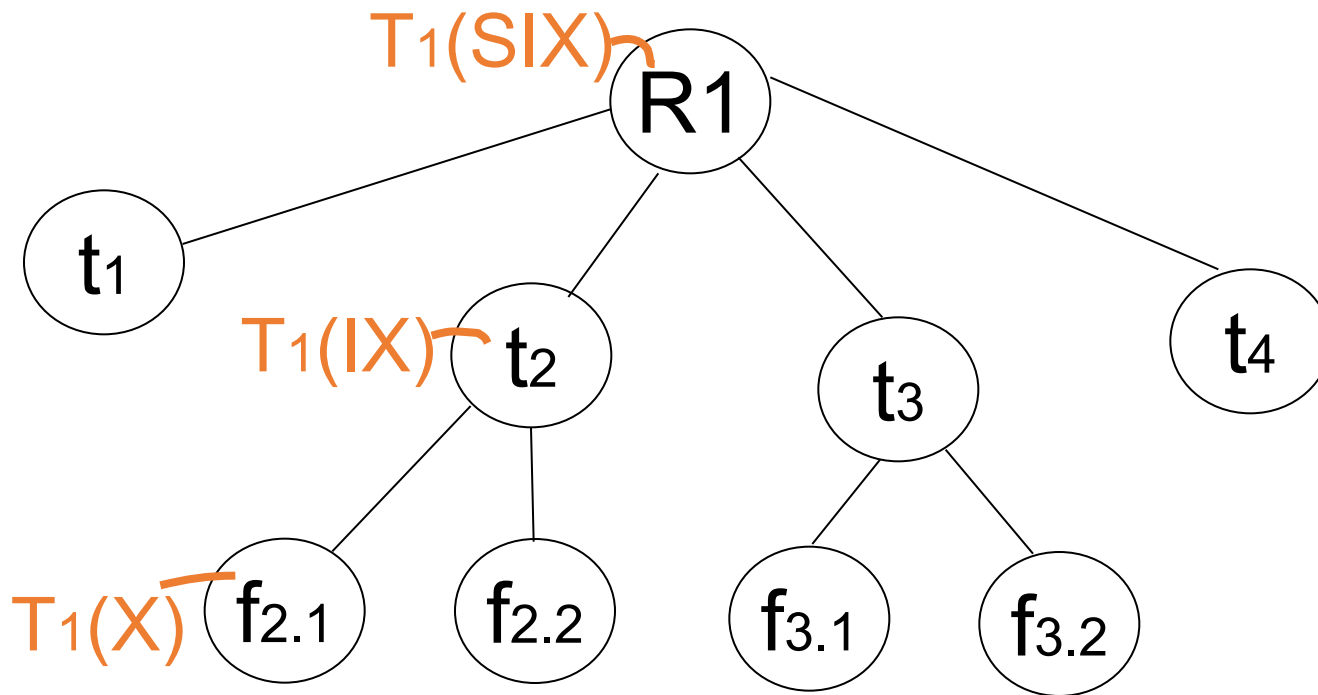 T1(SIX)
R1
t1
T1(IX)
t2
t3
t4
T1(X)
f2.1
f2.2
f3.1
f3.2